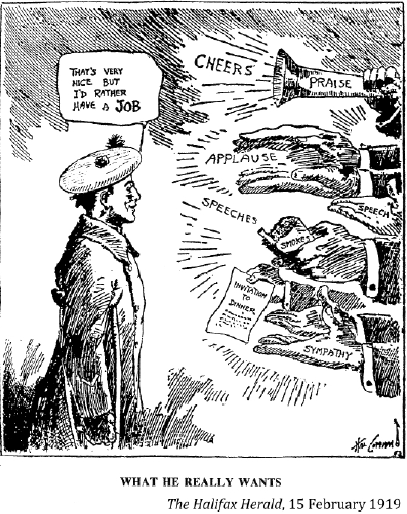 CHEERS
PRAISE
THAT'S VERY
NICE BUT
I'D RATHER
HAVE A JOB
APPLAUSE
SPEECHES
SPEECH
SMOKES
INVITATION
TO
DINNER
SYMPATHY
WHAT HE REALLY WANTS
The Halifax Herald, 15 February 1919